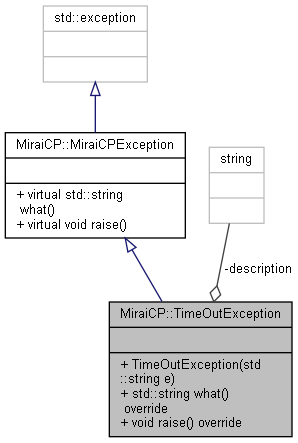 std::exception
MiraiCP::MiraiCPException
+ virtual std::string
what()
+ virtual void raise()
string
-description
MiraiCP::TimeOutException
+ TimeOutException(std
::string e)
+ std::string what()
override
+ void raise() override